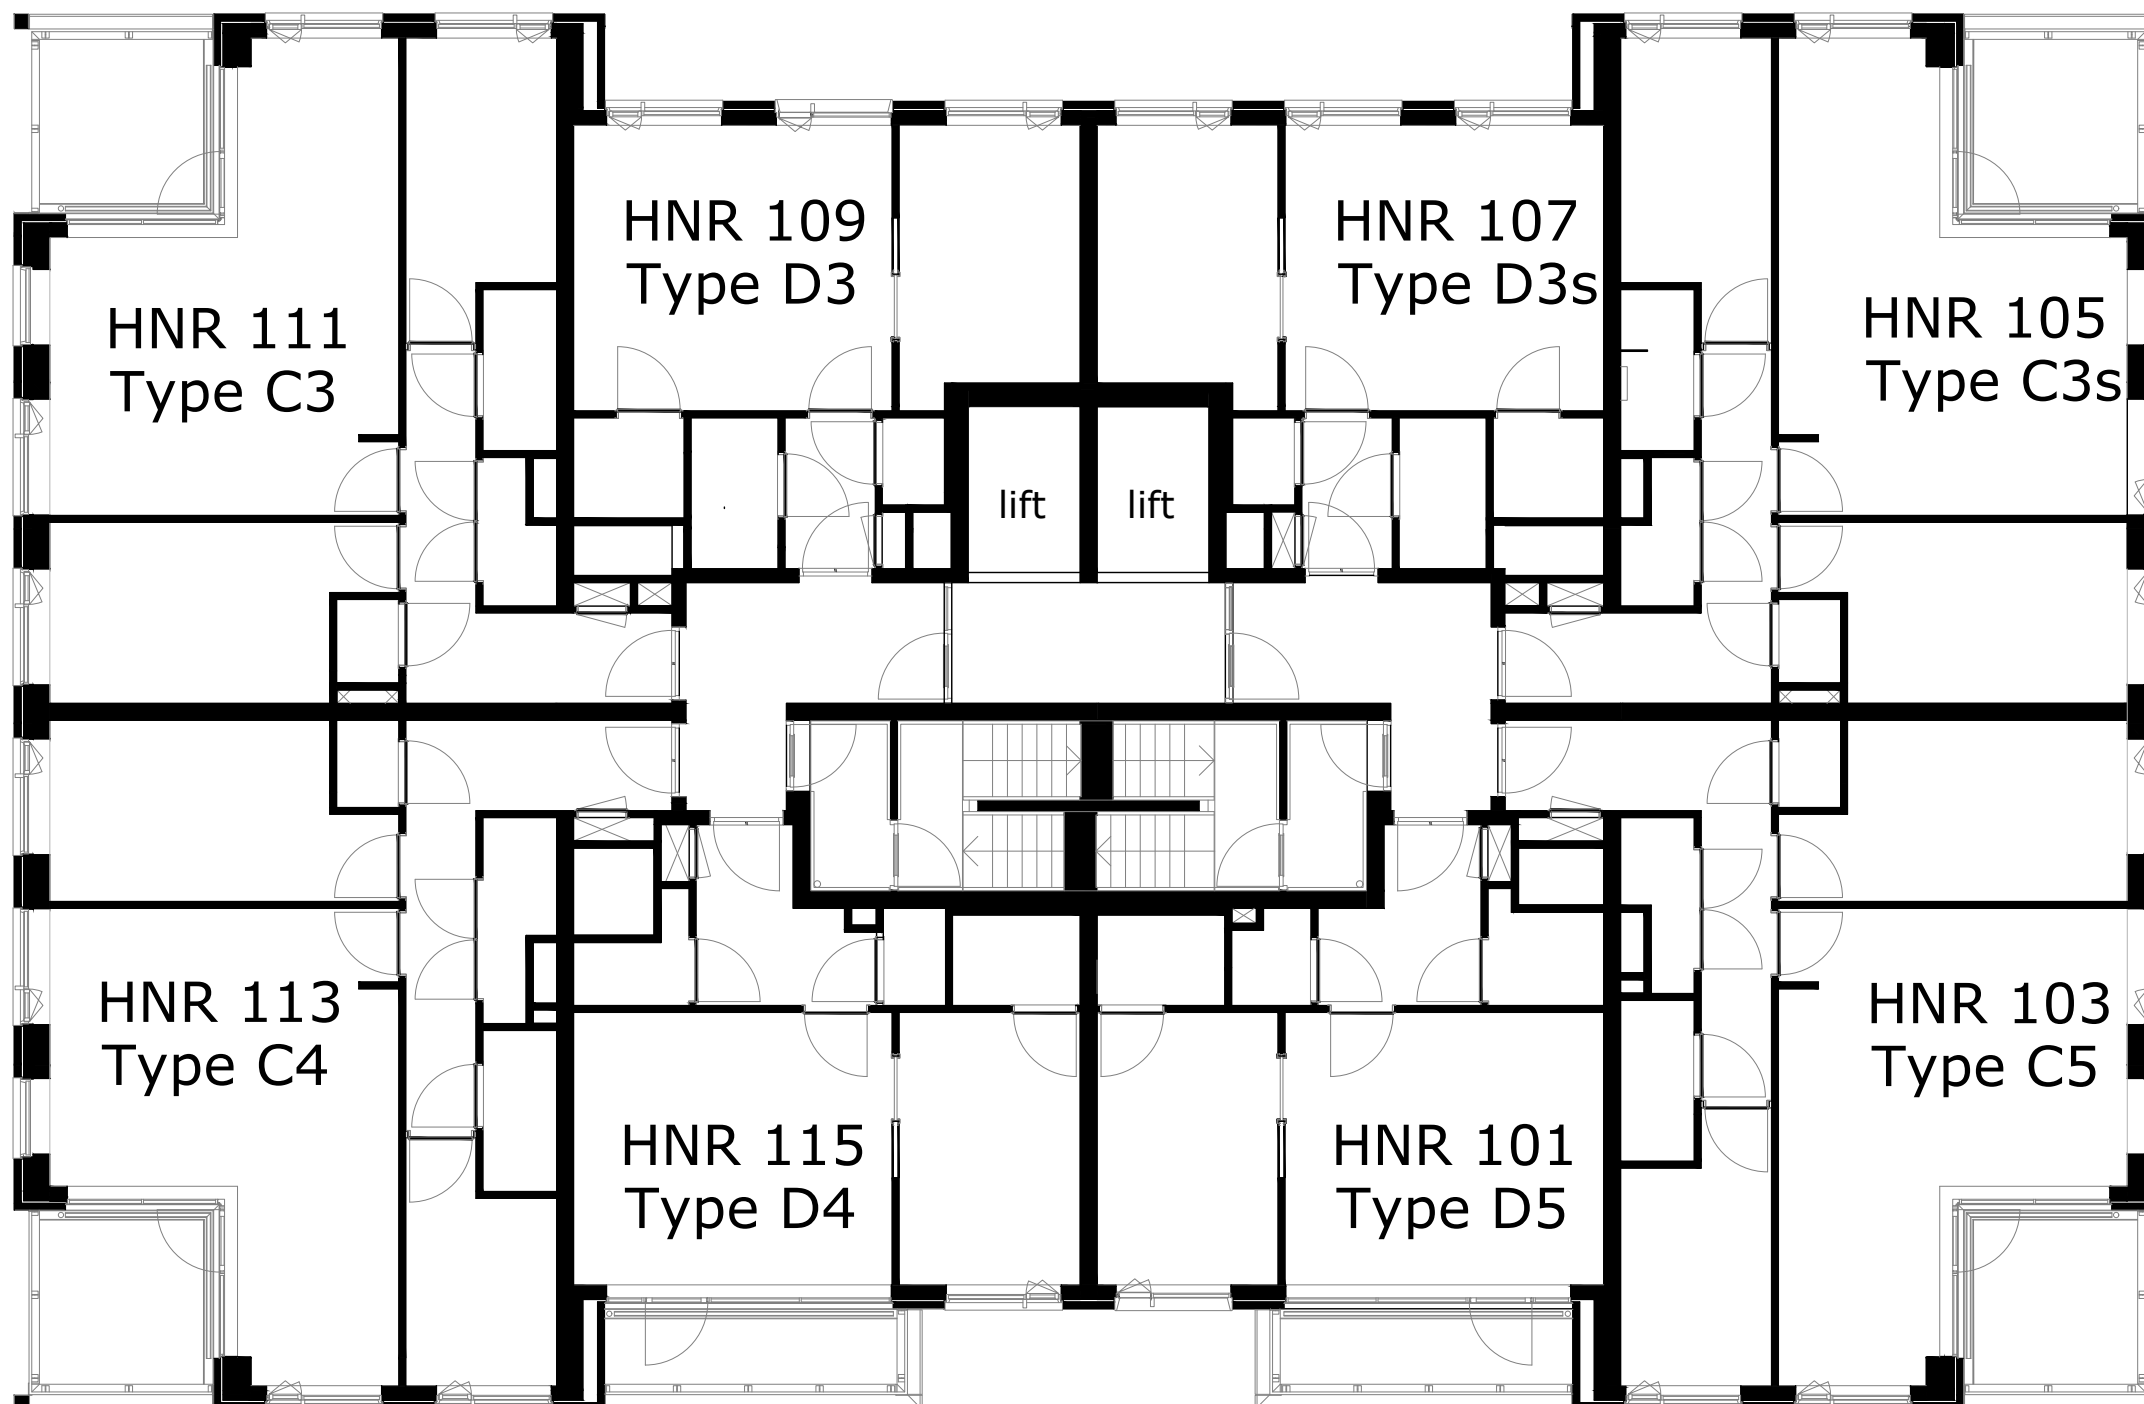 HNR 109
Type D3
HNR 107
Type D3s
HNR 111
Type C3
HNR 105
Type C3s
lift
lift
HNR 113
Type C4
HNR 103
Type C5
HNR 115
Type D4
HNR 101
Type D5